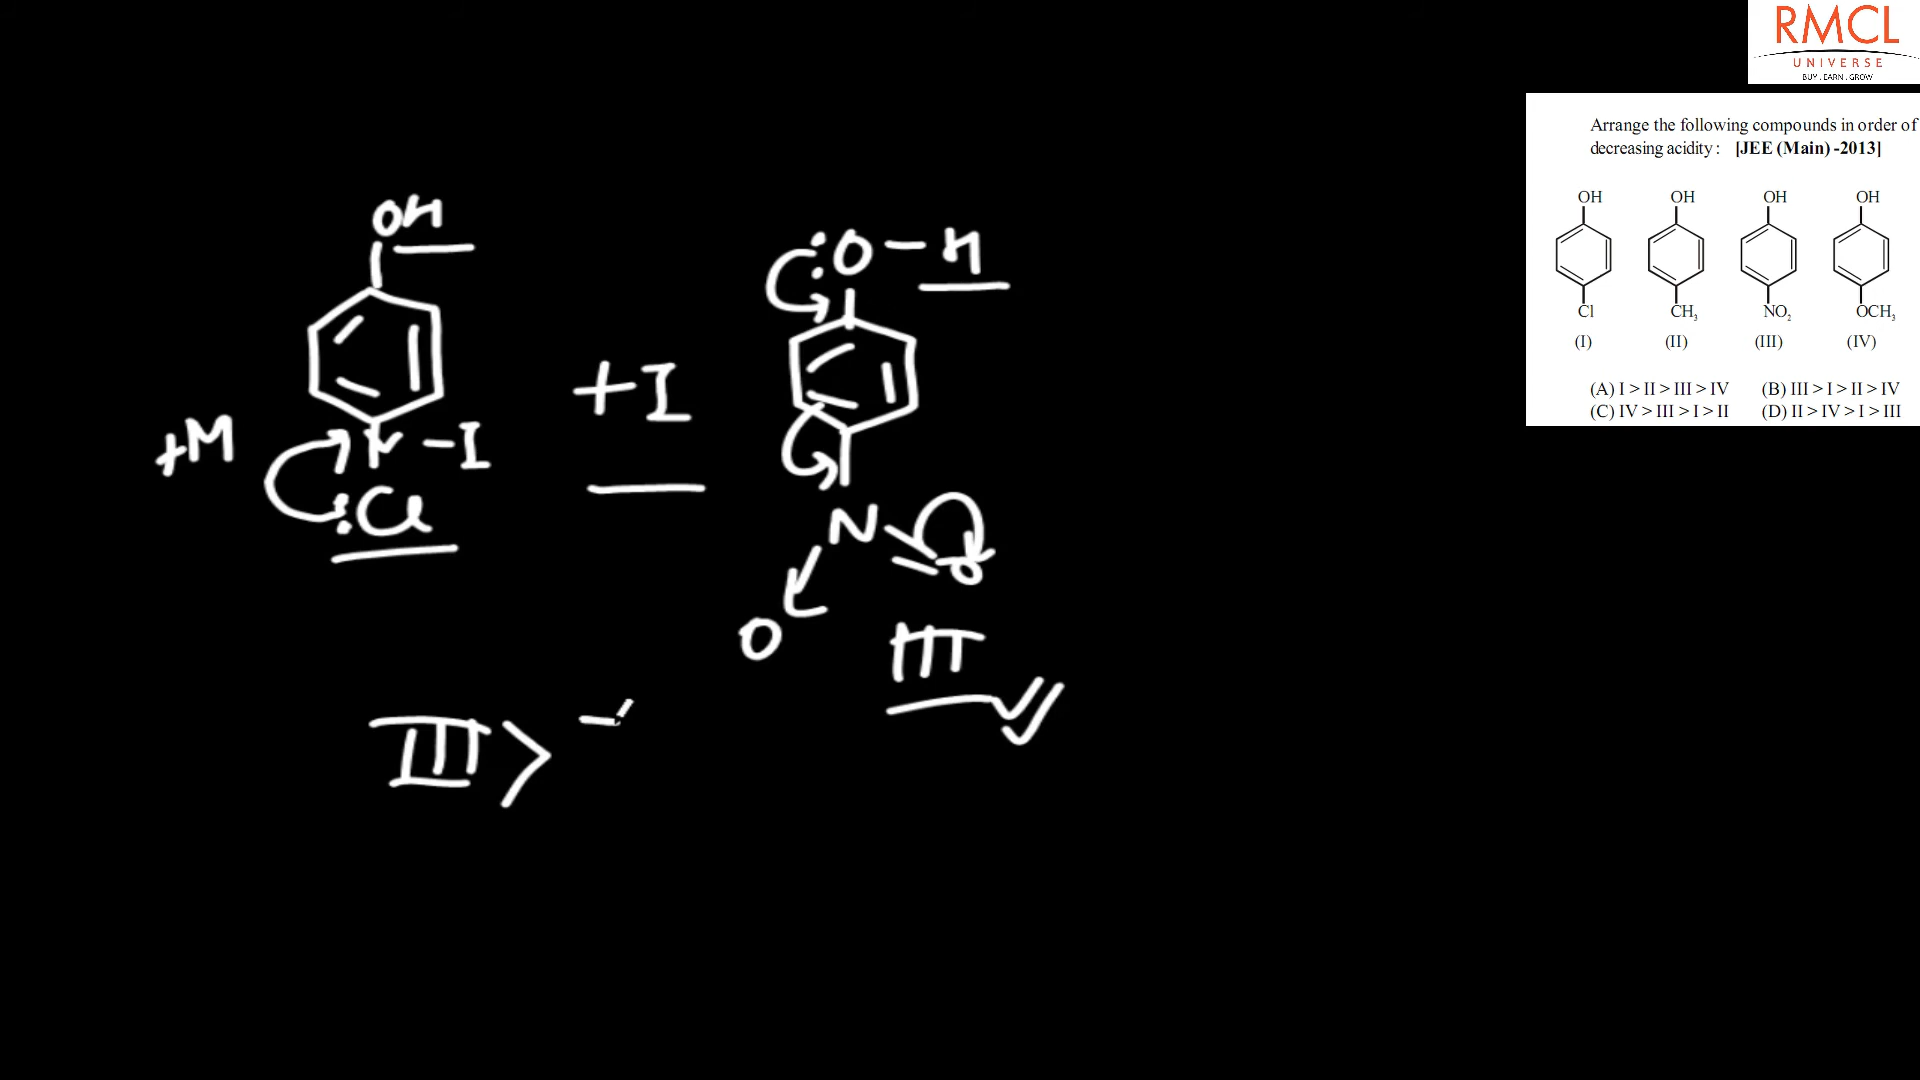 RMCL
UNIVERSE
BUY . EARN . GROW
Arrange the following compounds in order of
decreasing acidity : [JEE (Main) -2013]
OH OH OH OH
Cl CH₃ NO₂ OCH₃
(I) (II) (III) (IV)
(A) I > II > III > IV (B) III > I > II > IV
(C) IV > III > I > II (D) II > IV > I > III
OH
+M
-I
:Cl
+I
:O-H
N
O
O
III
III >